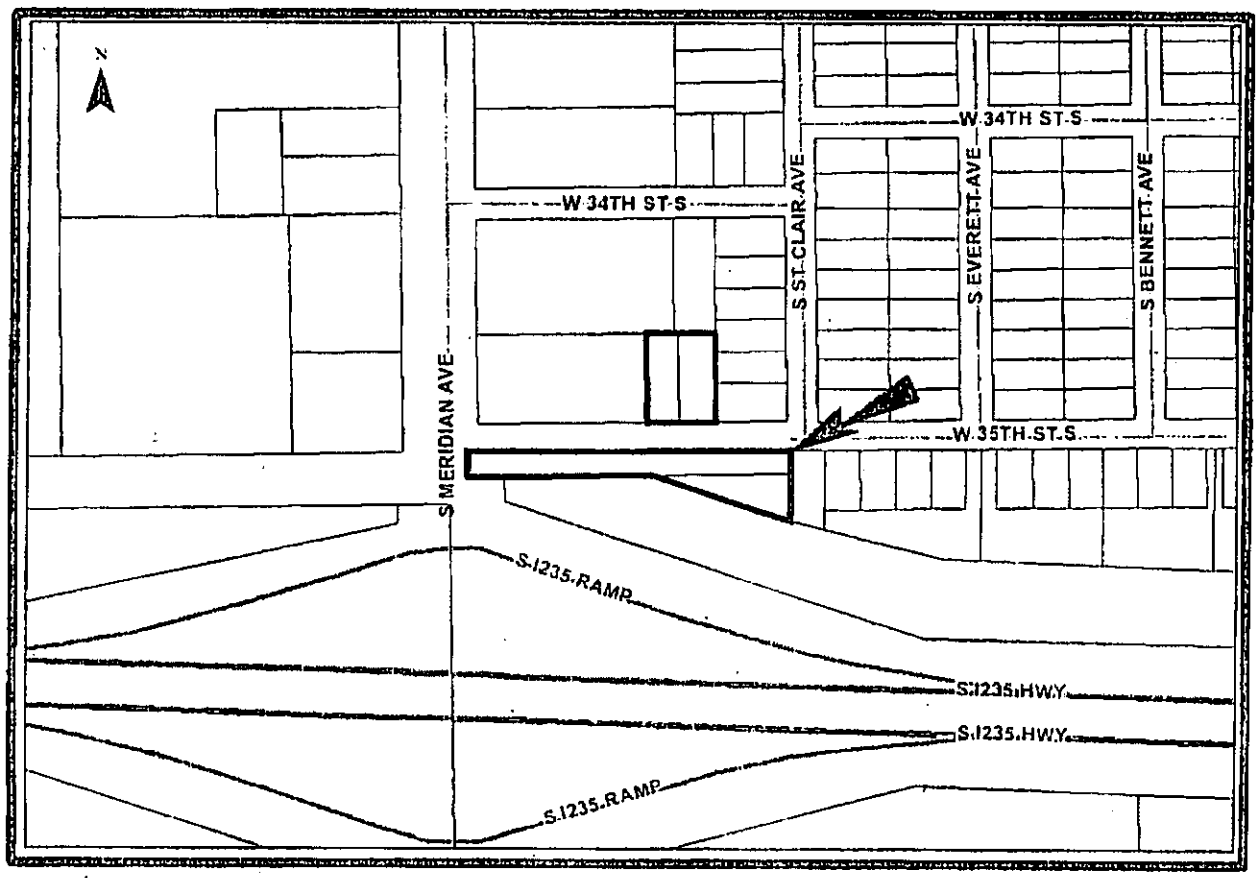 N
W 34TH ST S
W 34TH ST S
S ST CLAIR AVE
S EVERETT AVE
S BENNETT AVE
S MERIDIAN AVE
W 35TH ST S
S I235 RAMP
S I235 HWY
S I235 HWY
S I235 RAMP